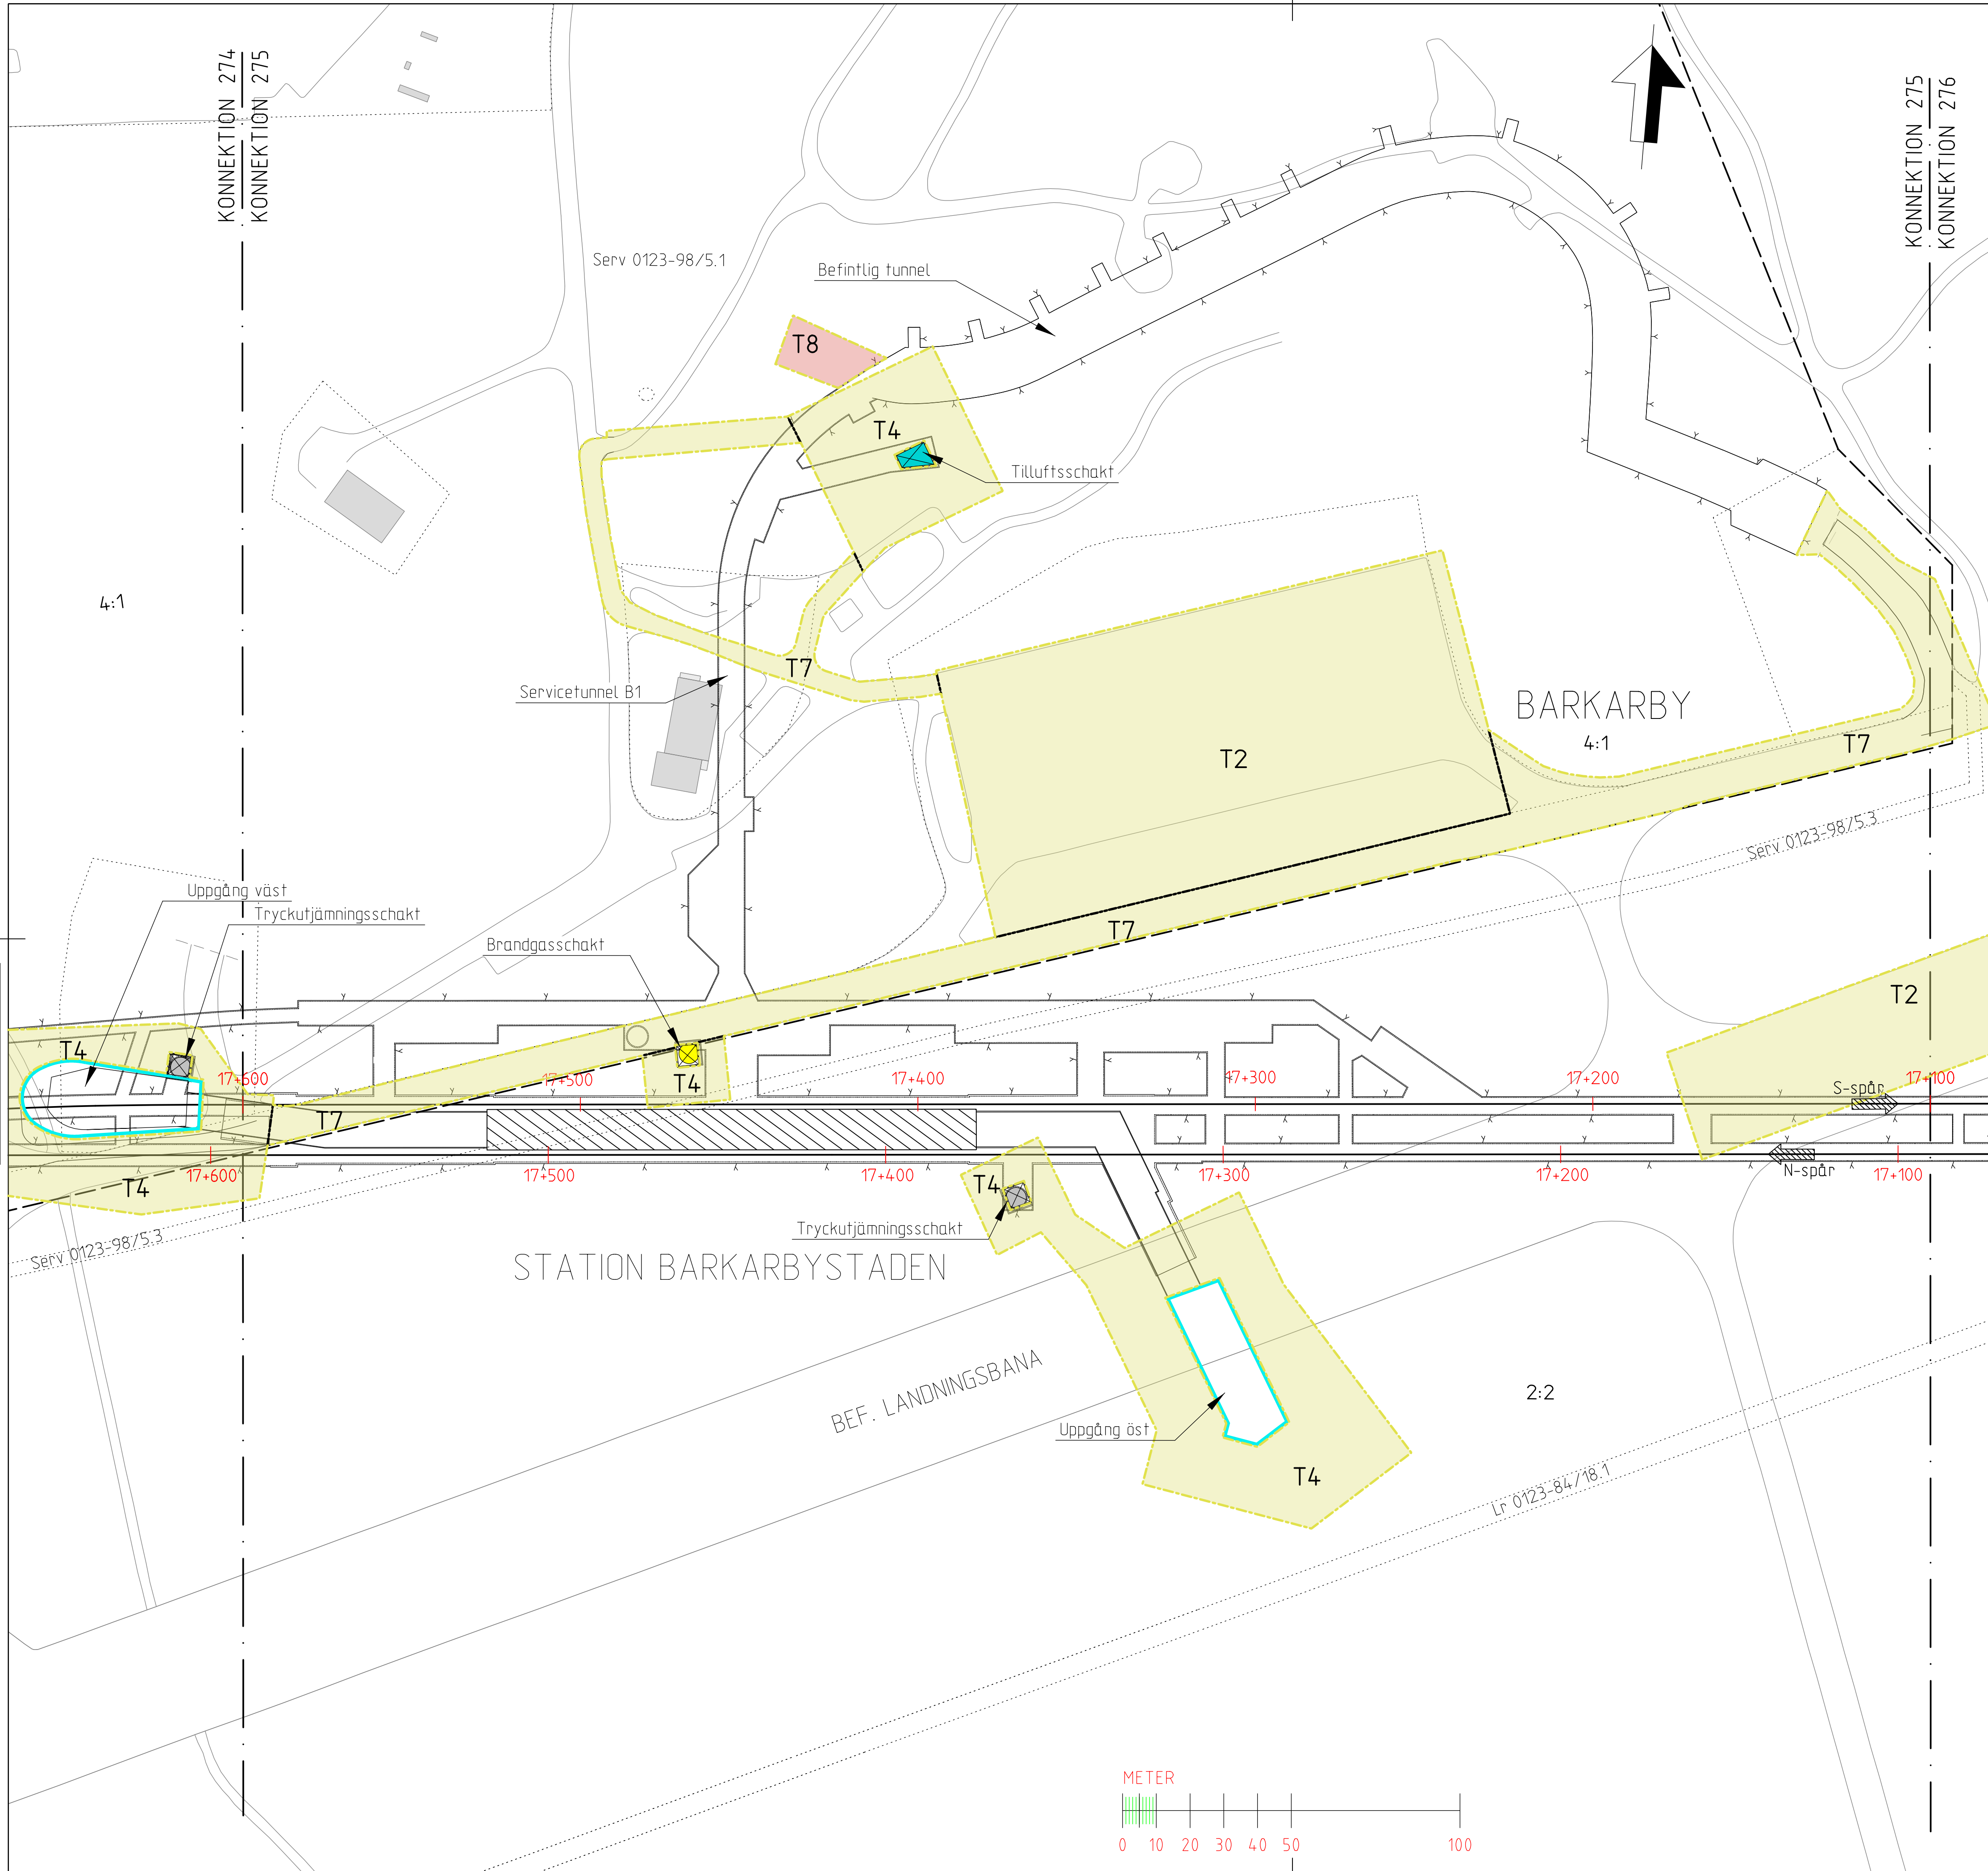 KONNEKTION 274
KONNEKTION 275
KONNEKTION 275
KONNEKTION 276
Serv 0123-98/5.1
Befintlig tunnel
T8
T4
Tilluftsschakt
4:1
T7
Servicetunnel B1
BARKARBY
4:1
T2
T7
Serv 0123-98/5.3
Uppgång väst
Tryckutjämningsschakt
Brandgasschakt
T7
T2
T4
17+600
17+500
T4
17+400
17+300
17+200
17+100
S-spår
T7
17+600
17+500
17+400
17+300
17+200
17+100
N-spår
T4
T4
Tryckutjämningsschakt
Serv 0123-98/5.3
STATION BARKARBYSTADEN
BEF. LANDNINGSBANA
2:2
Uppgång öst
T4
Lr 0123-84/18.1
METER
0 10 20 30 40 50 100